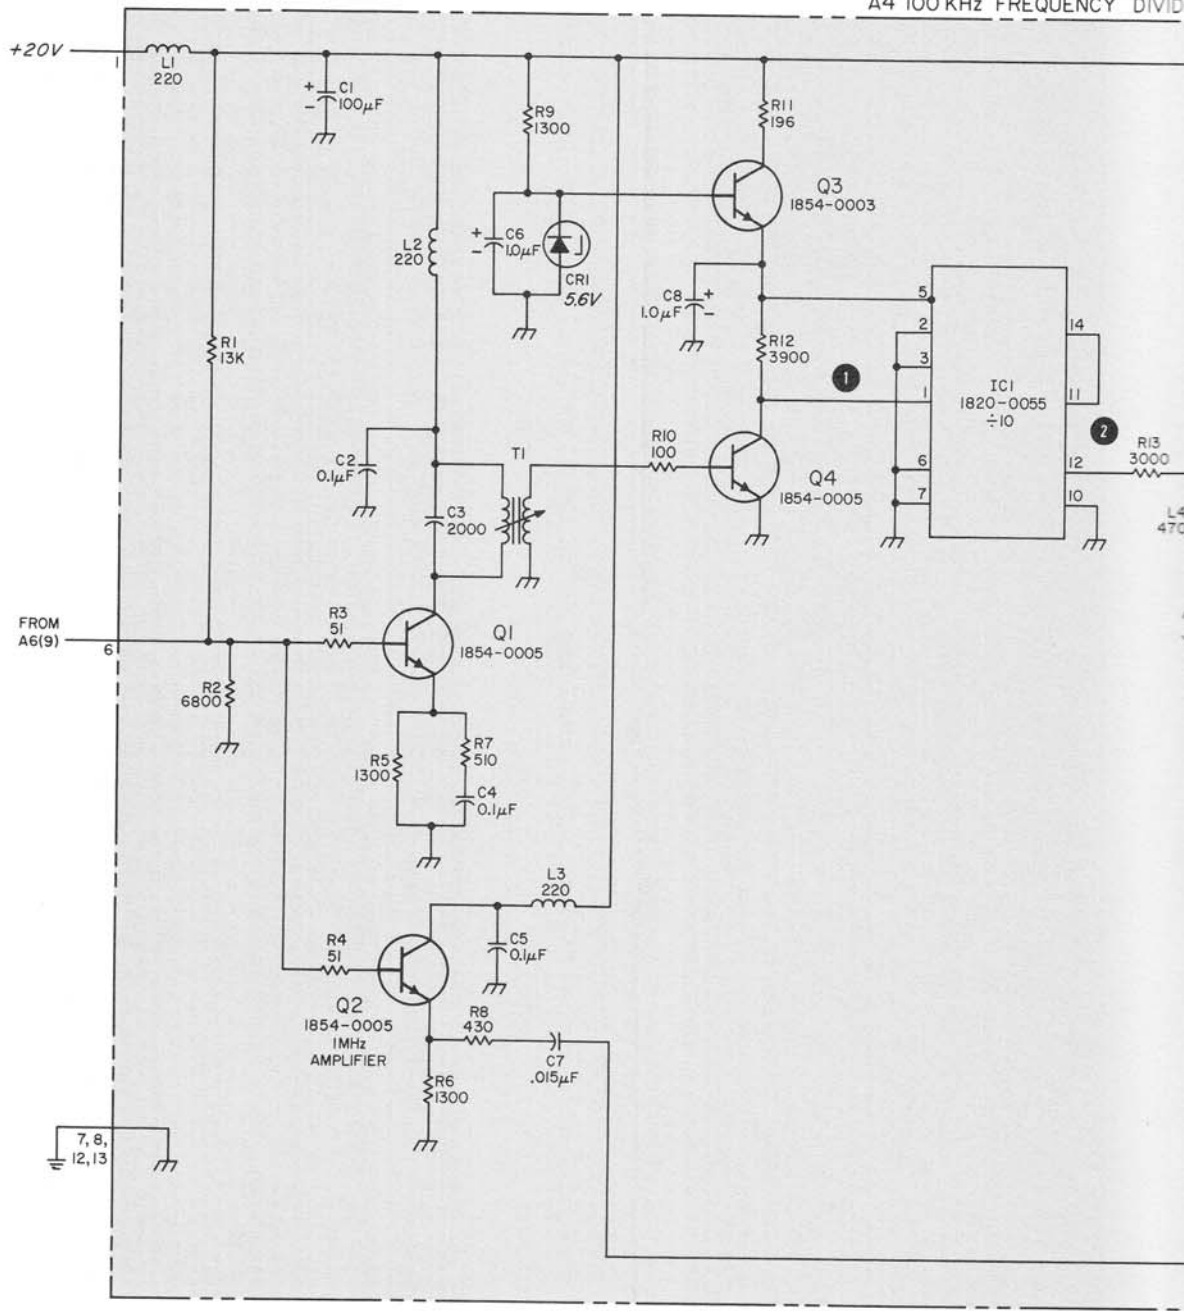 A4 100 KHz FREQUENCY DIVID
+20V
1
L1
220
+
-
C1
100µF
R9
1300
R11
196
Q3
1854-0003
L2
220
+
-
C6
1.0µF
CR1
5.6V
C8
1.0µF
+
-
5
2
3
1
6
7
14
11
12
10
R1
13K
R12
3900
1
IC1
1820-0055
÷10
2
R13
3000
C2
0.1µF
T1
R10
100
Q4
1854-0005
C3
2000
L4
470
FROM
A6(9)
6
R3
51
Q1
1854-0005
R2
6800
R5
1300
R7
510
C4
0.1µF
L3
220
R4
51
C5
0.1µF
Q2
1854-0005
1MHz
AMPLIFIER
R8
430
C7
.015µF
R6
1300
7, 8,
12,13